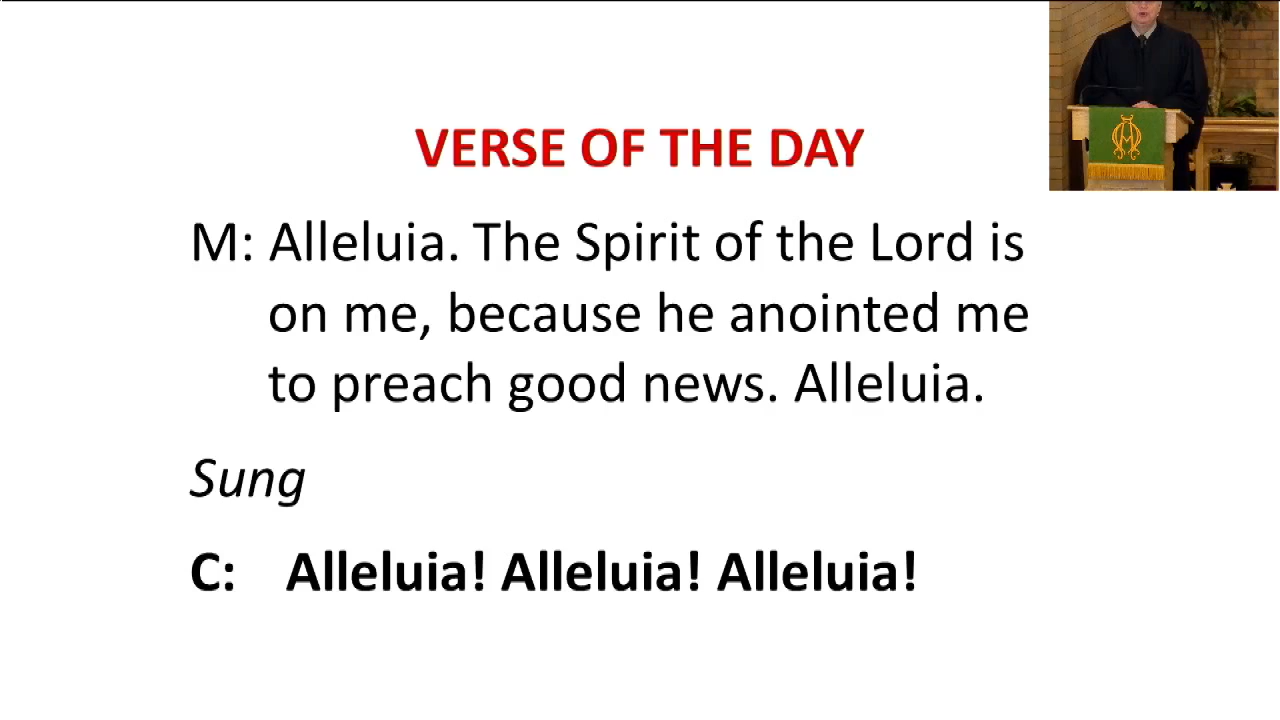 VERSE OF THE DAY
M: Alleluia. The Spirit of the Lord is
on me, because he anointed me
to preach good news. Alleluia.
Sung
C: Alleluia! Alleluia! Alleluia!